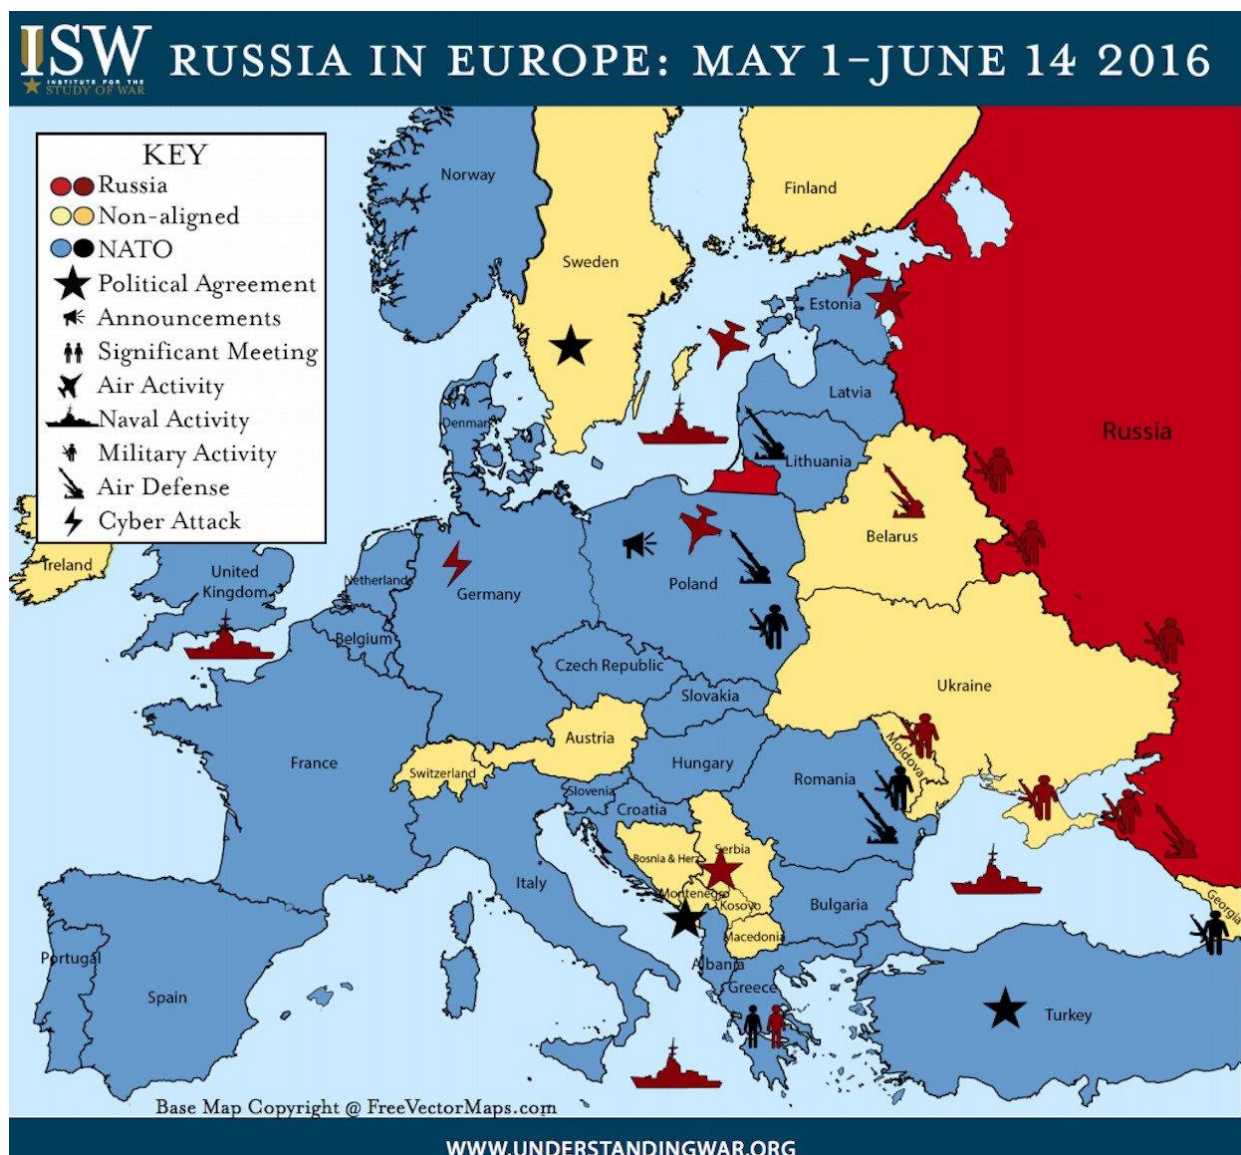 ISW
INSTITUTE FOR THE
STUDY OF WAR
RUSSIA IN EUROPE: MAY 1-JUNE 14 2016
KEY
Russia
Non-aligned
NATO
Political Agreement
Announcements
Significant Meeting
Air Activity
Naval Activity
Military Activity
Air Defense
Cyber Attack
Norway
Finland
Sweden
Estonia
Latvia
Russia
Denmark
Lithuania
Belarus
Ireland
United
Kingdom
Netherlands
Germany
Poland
Belgium
Czech Republic
Ukraine
Slovakia
Austria
France
Switzerland
Hungary
Moldova
Romania
Slovenia
Croatia
Serbia
Bosnia & Herz
Italy
Montenegro
Kosovo
Bulgaria
Georgia
Macedonia
Portugal
Albania
Spain
Greece
Turkey
Base Map Copyright @ FreeVectorMaps.com
WWW.UNDERSTANDINGWAR.ORG